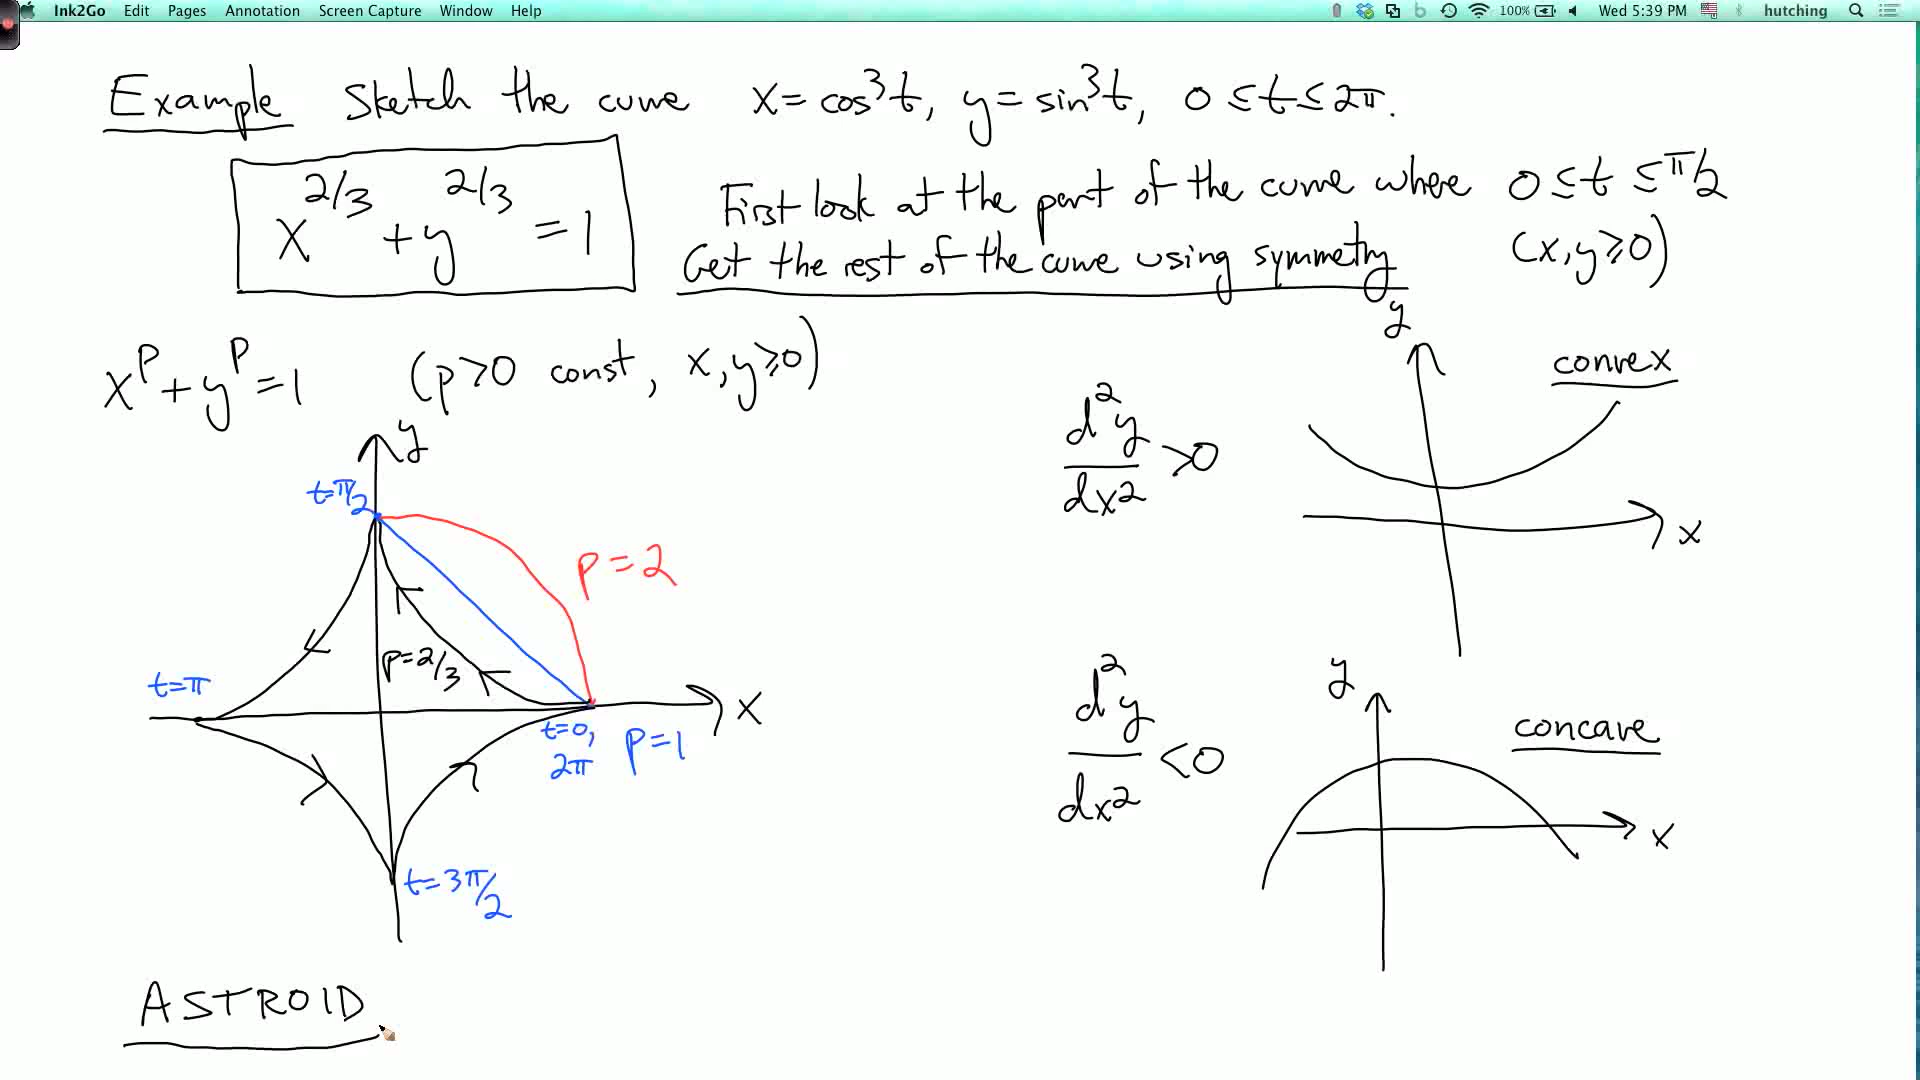 Ink2Go Edit Pages Annotation Screen Capture Window Help 100% Wed 5:39 PM hutching
Example Sketch the curve x = cos³t, y = sin³t, 0 ≤ t ≤ 2π.
x^{2/3} + y^{2/3} = 1
First look at the part of the curve where 0 ≤ t ≤ π/2
(x, y ≥ 0)
Get the rest of the curve using symmetry
x^p + y^p = 1 (p > 0 const, x, y ≥ 0)
y
t = π/2
p = 2
p = 2/3
t = π
x
t = 0,
2π
p = 1
t = 3π/2
ASTROID
d²y/dx² > 0
y
convex
x
d²y/dx² < 0
y
concave
x